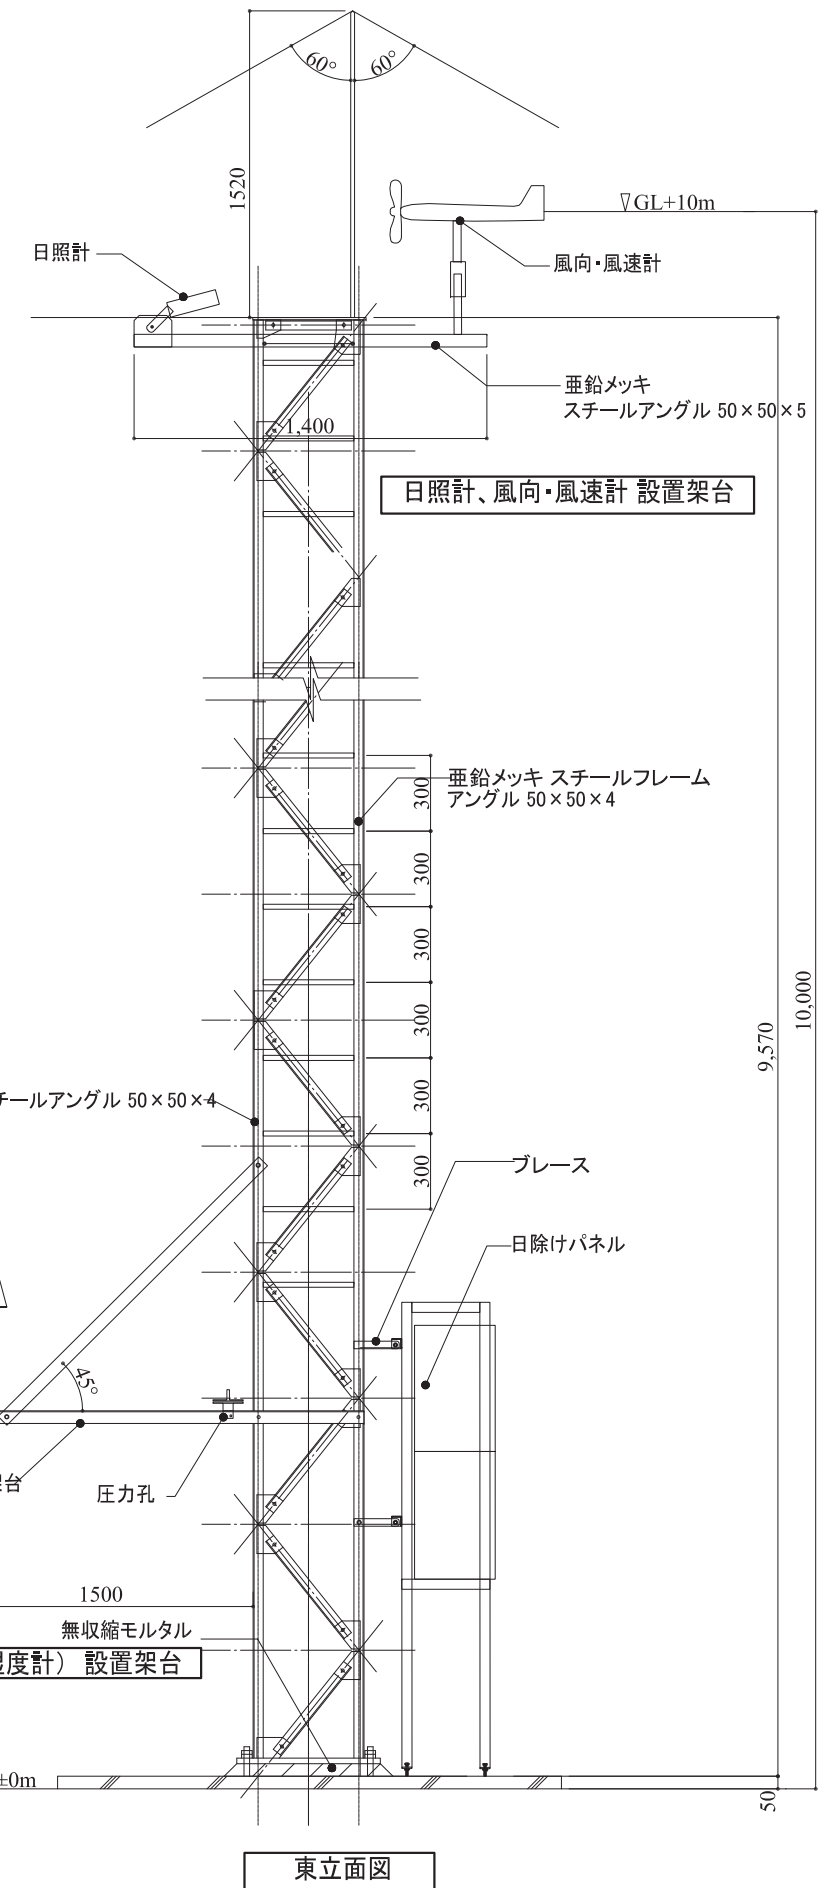 60°
60°
1520
GL+10m
日照計
風向・風速計
亜鉛メッキ
スチールアングル 50×50×5
1,400
日照計、風向・風速計 設置架台
亜鉛メッキ スチールフレーム
アングル 50×50×4
300
300
300
300
300
300
10,000
9,570
チールアングル 50×50×4
ブレース
日除けパネル
45°
架台
圧力孔
1500
無収縮モルタル
湿度計） 設置架台
±0m
50
東立面図